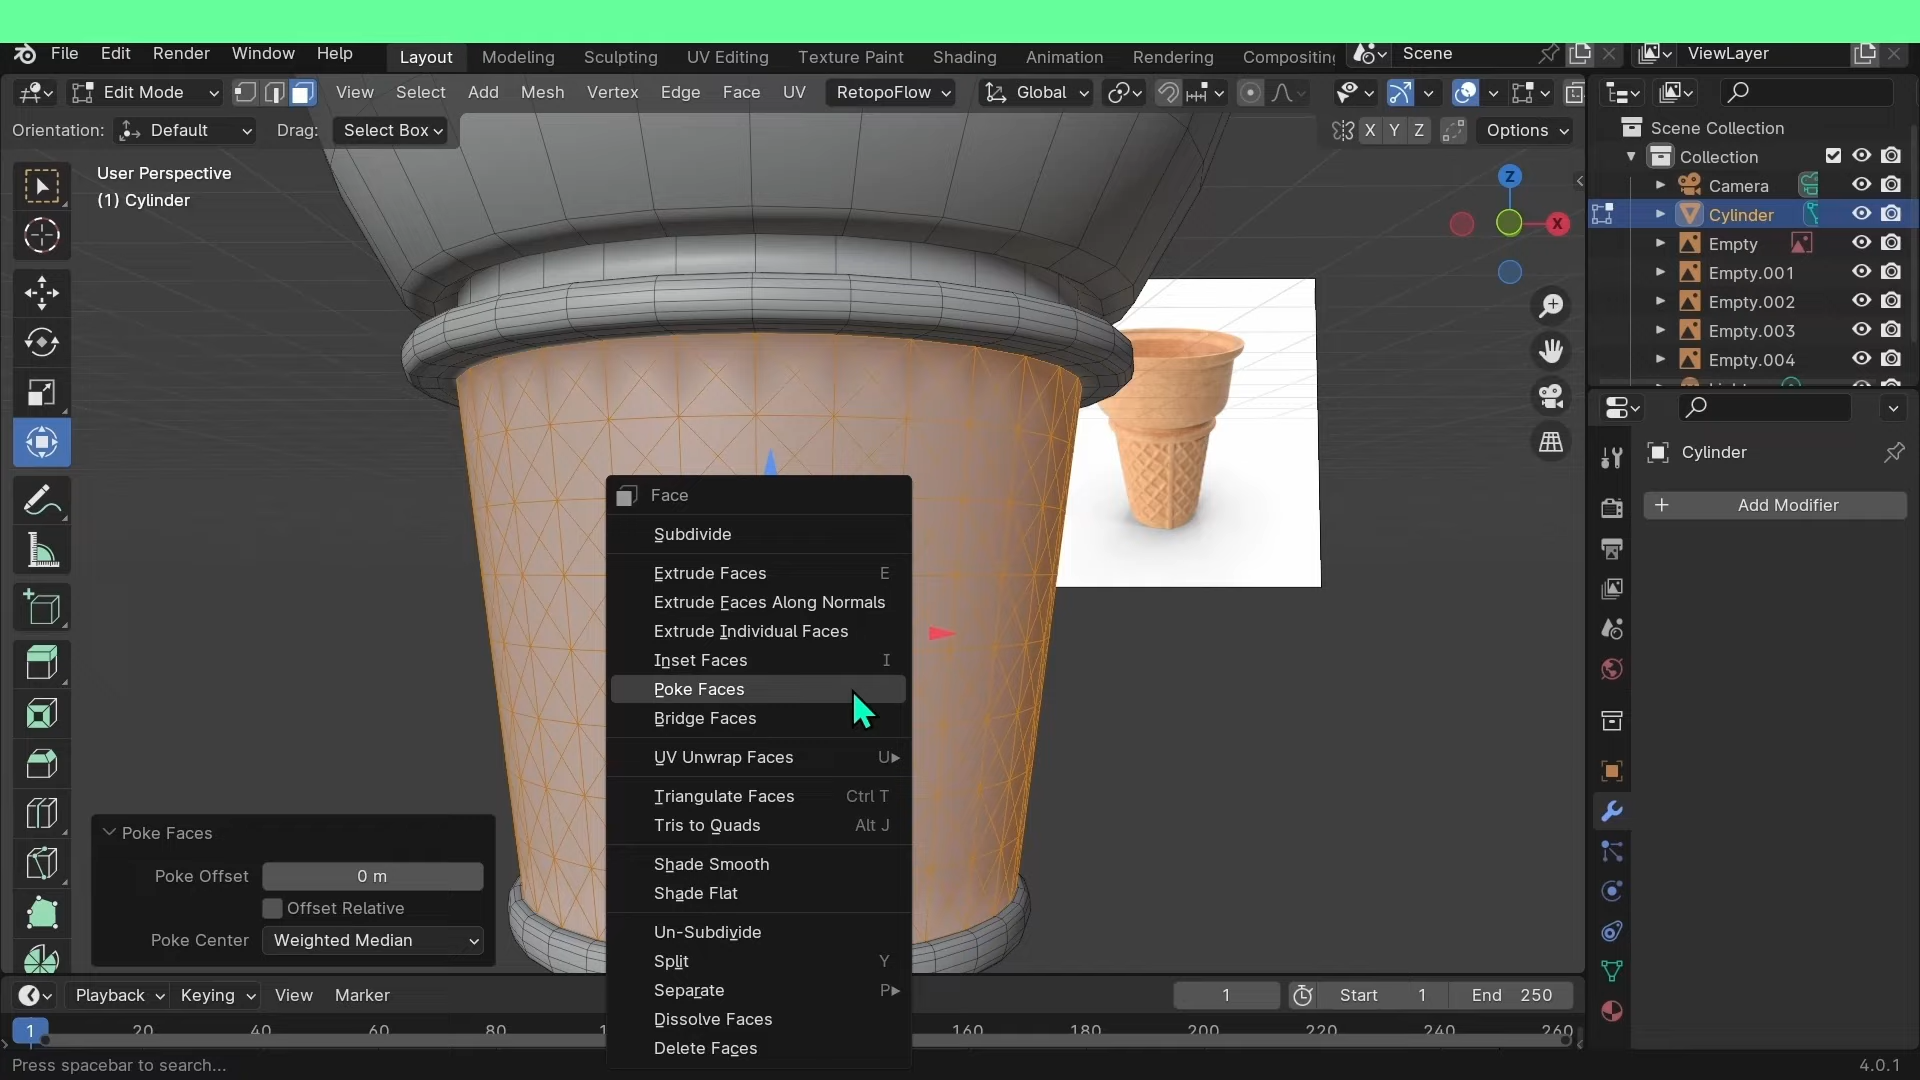 File Edit Render Window Help Layout Modeling Sculpting UV Editing Texture Paint Shading Animation Rendering Compositing Scene ViewLayer
Edit Mode View Select Add Mesh Vertex Edge Face UV RetopoFlow Global
Orientation: Default Drag: Select Box X Y Z Options
User Perspective
(1) Cylinder
Z
X
Scene Collection
Collection
Camera
Cylinder
Empty
Empty.001
Empty.002
Empty.003
Empty.004
Cylinder
+ Add Modifier
Face
Subdivide
Extrude Faces E
Extrude Faces Along Normals
Extrude Individual Faces
Inset Faces I
Poke Faces
Bridge Faces
UV Unwrap Faces U
Triangulate Faces Ctrl T
Tris to Quads Alt J
Shade Smooth
Shade Flat
Un-Subdivide
Split Y
Separate P
Dissolve Faces
Delete Faces
Poke Faces
Poke Offset 0 m
Offset Relative
Poke Center Weighted Median
Playback Keying View Marker 1 Start 1 End 250
1 20 40 60 80 160 180 200 220 240 260
Press spacebar to search... 4.0.1